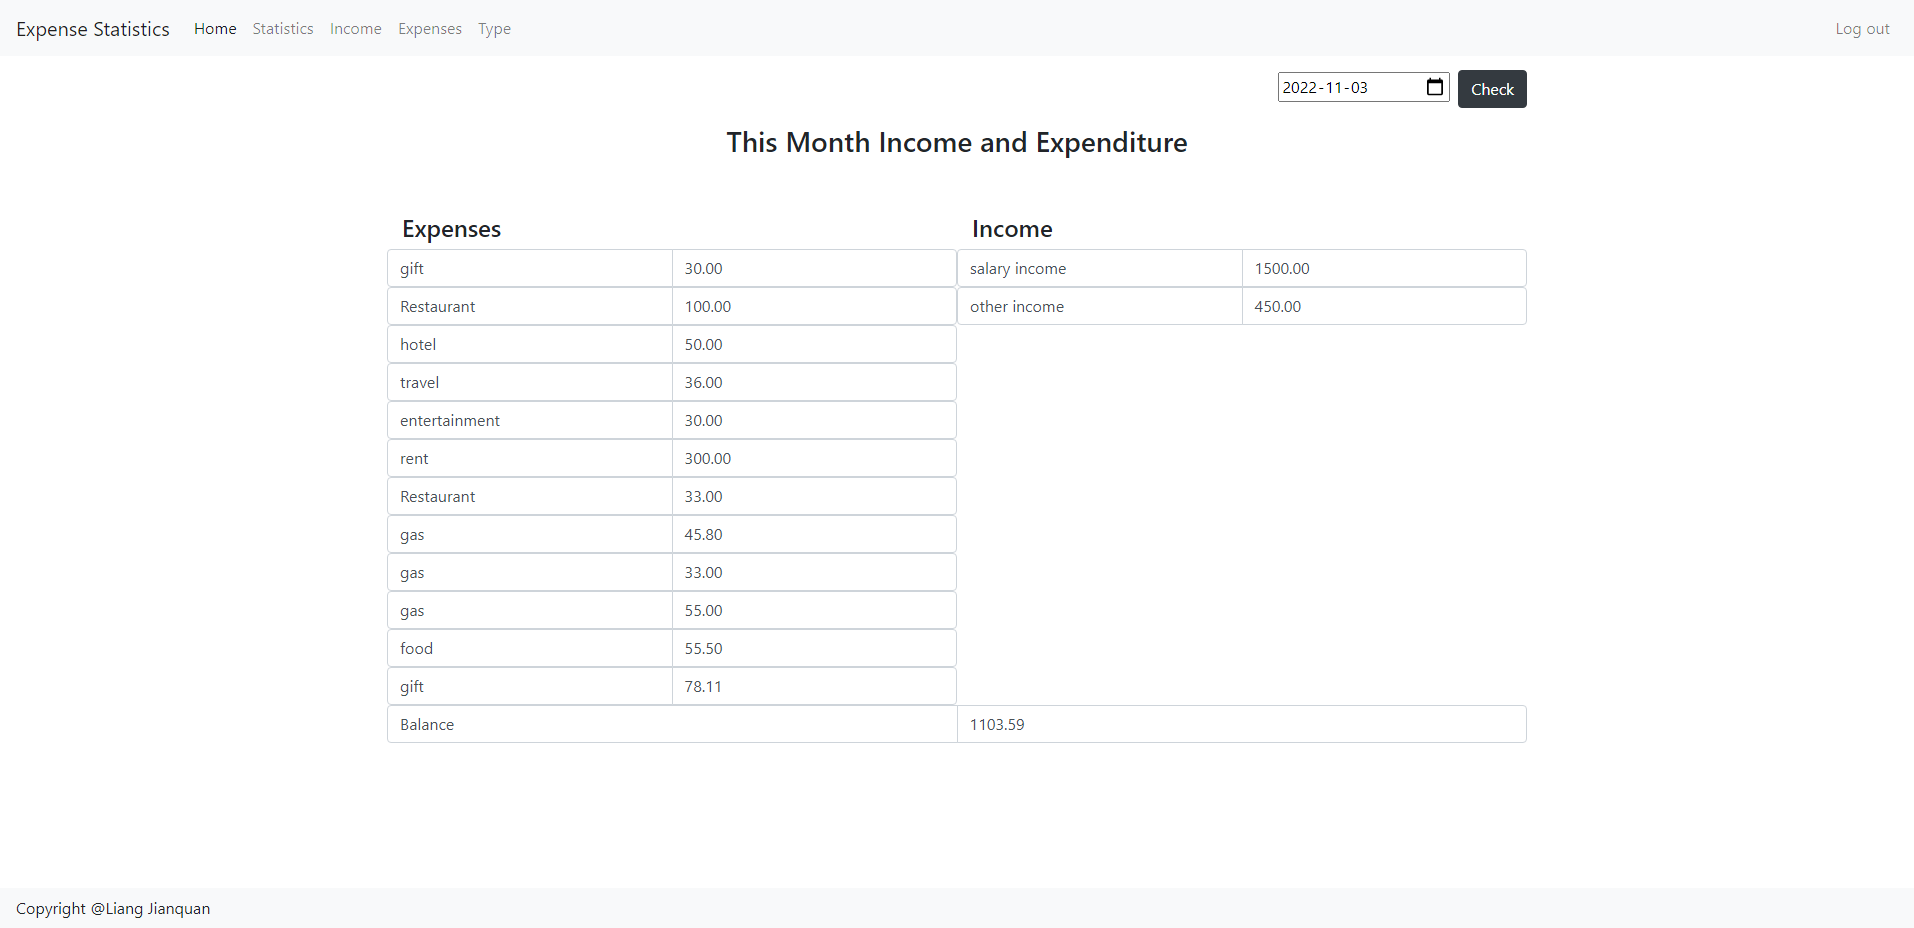 Expense Statistics Home Statistics Income Expenses Type Log out
2022-11-03 Check
This Month Income and Expenditure
Expenses Income
gift 30.00 salary income 1500.00
Restaurant 100.00 other income 450.00
hotel 50.00
travel 36.00
entertainment 30.00
rent 300.00
Restaurant 33.00
gas 45.80
gas 33.00
gas 55.00
food 55.50
gift 78.11
Balance 1103.59
Copyright @Liang Jianquan